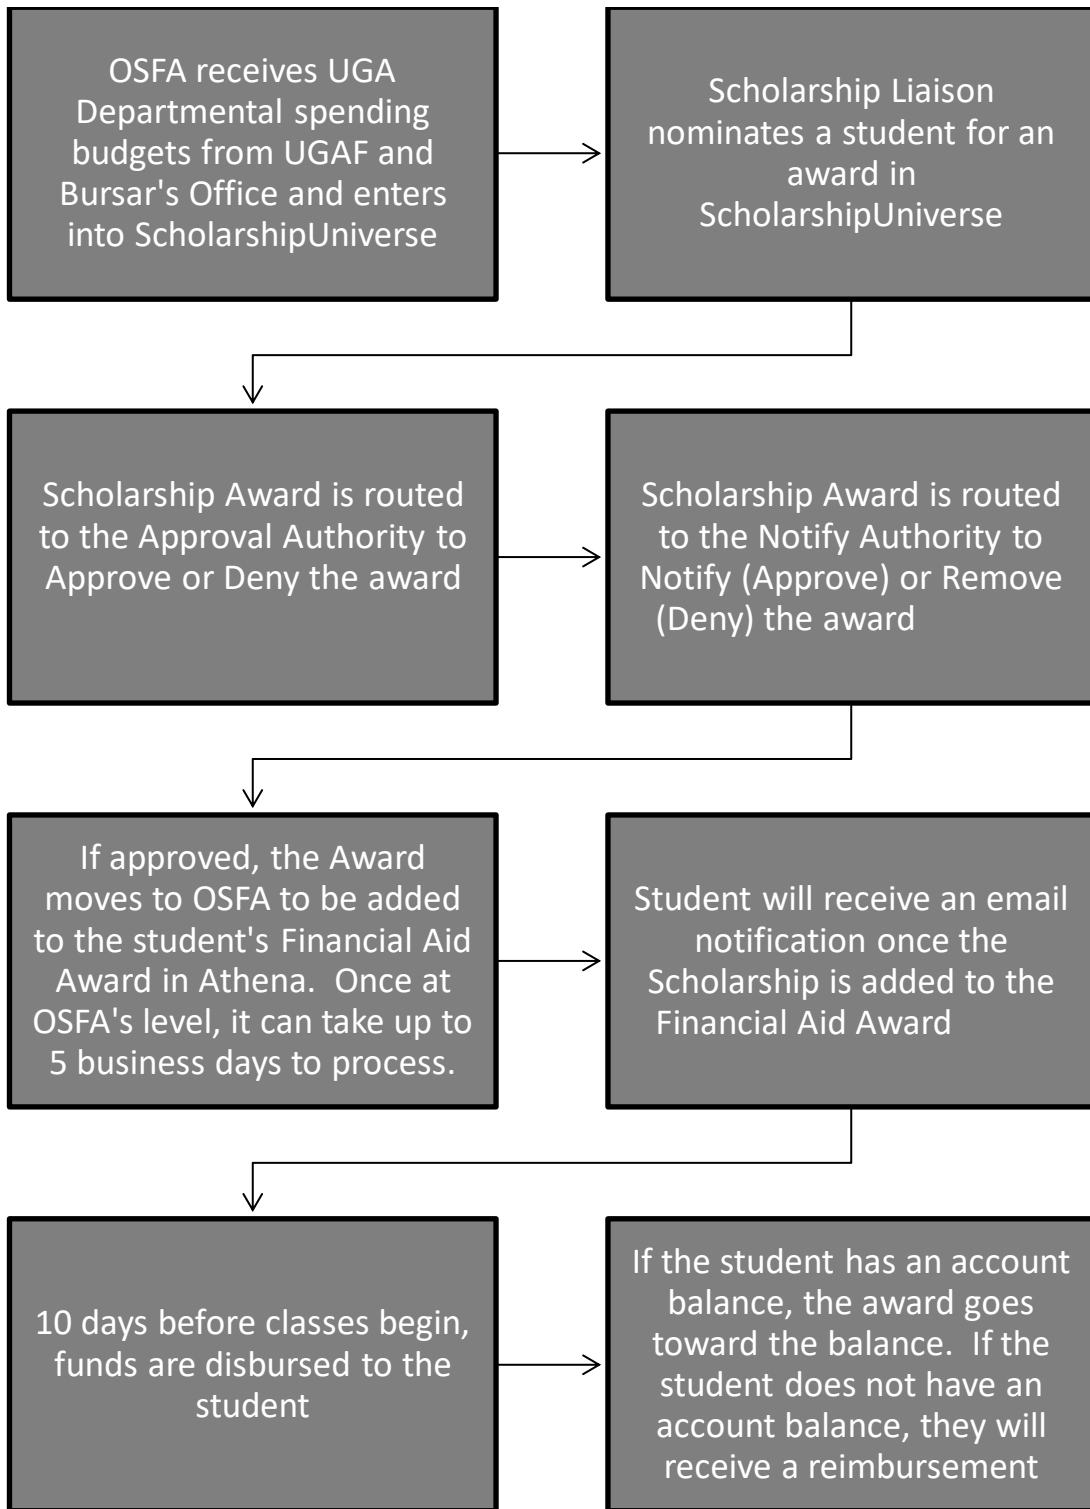 OSFA receives UGA
Departmental spending
budgets from UGAF and
Bursar's Office and enters
into ScholarshipUniverse
Scholarship Liaison
nominates a student for an
award in
ScholarshipUniverse
Scholarship Award is routed
to the Approval Authority to
Approve or Deny the award
Scholarship Award is routed
to the Notify Authority to
Notify (Approve) or Remove
(Deny) the award
If approved, the Award
moves to OSFA to be added
to the student's Financial Aid
Award in Athena.  Once at
OSFA's level, it can take up to
5 business days to process.
Student will receive an email
notification once the
Scholarship is added to the
Financial Aid Award
10 days before classes begin,
funds are disbursed to the
student
If the student has an account
balance, the award goes
toward the balance.  If the
student does not have an
account balance, they will
receive a reimbursement